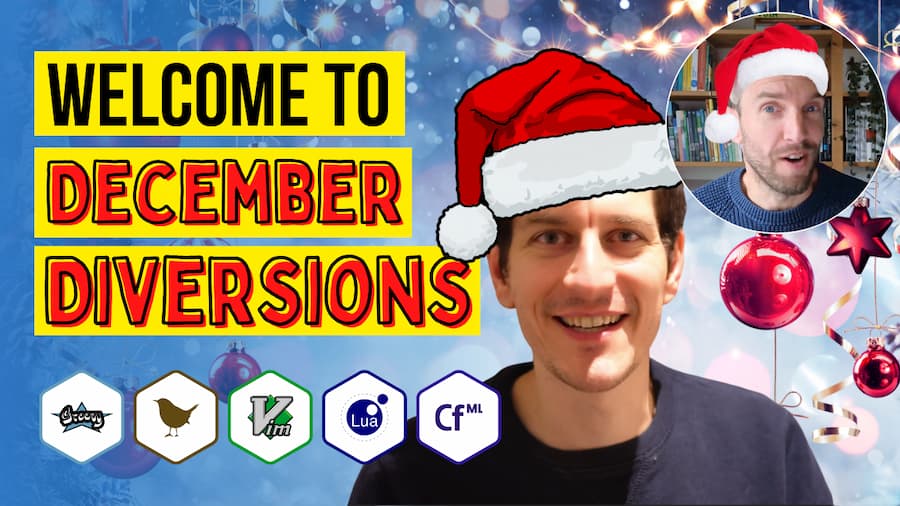 WELCOME TO
DECEMBER
DIVERSIONS
Groovy
Vim
Lua
Cf ML